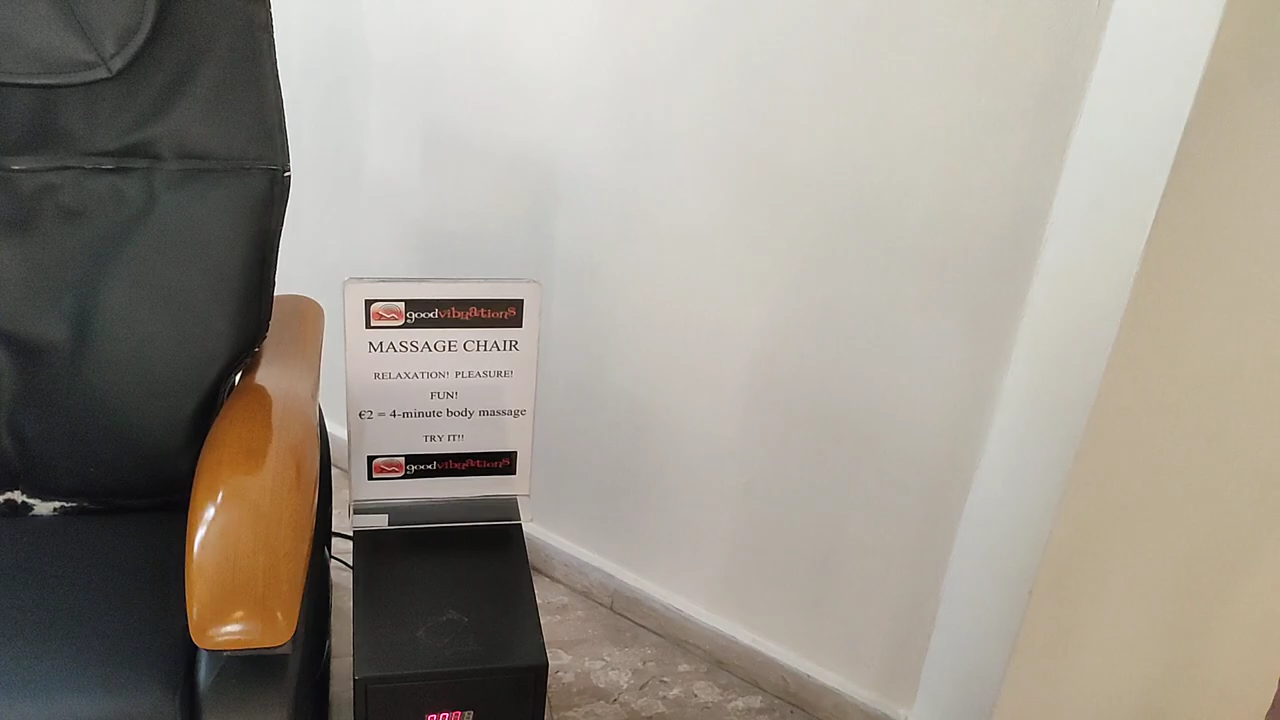 goodvibrations
MASSAGE CHAIR
RELAXATION! PLEASURE!
FUN!
€2 = 4-minute body massage
TRY IT!!
goodvibrations